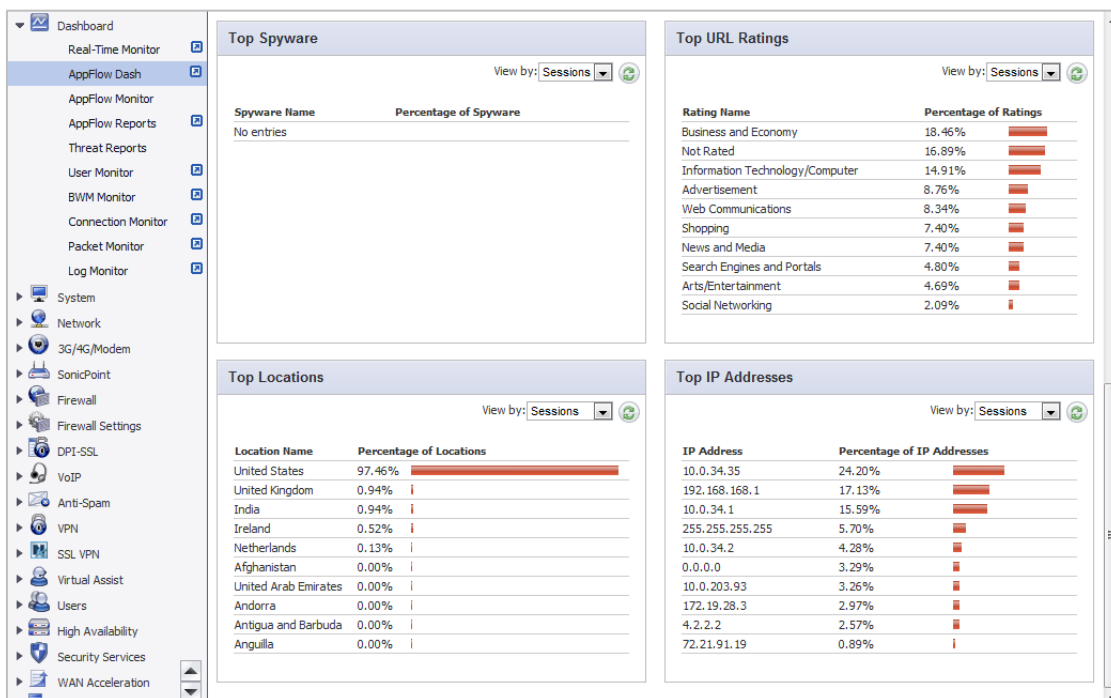 Dashboard
Real-Time Monitor
AppFlow Dash
AppFlow Monitor
AppFlow Reports
Threat Reports
User Monitor
BWM Monitor
Connection Monitor
Packet Monitor
Log Monitor
System
Network
3G/4G/Modem
SonicPoint
Firewall
Firewall Settings
DPI-SSL
VoIP
Anti-Spam
VPN
SSL VPN
Virtual Assist
Users
High Availability
Security Services
WAN Acceleration
Top Spyware
View by: Sessions
Spyware Name Percentage of Spyware
No entries
Top URL Ratings
View by: Sessions
Rating Name Percentage of Ratings
Business and Economy 18.46%
Not Rated 16.89%
Information Technology/Computer 14.91%
Advertisement 8.76%
Web Communications 8.34%
Shopping 7.40%
News and Media 7.40%
Search Engines and Portals 4.80%
Arts/Entertainment 4.69%
Social Networking 2.09%
Top Locations
View by: Sessions
Location Name Percentage of Locations
United States 97.46%
United Kingdom 0.94%
India 0.94%
Ireland 0.52%
Netherlands 0.13%
Afghanistan 0.00%
United Arab Emirates 0.00%
Andorra 0.00%
Antigua and Barbuda 0.00%
Anguilla 0.00%
Top IP Addresses
View by: Sessions
IP Address Percentage of IP Addresses
10.0.34.35 24.20%
192.168.168.1 17.13%
10.0.34.1 15.59%
255.255.255.255 5.70%
10.0.34.2 4.28%
0.0.0.0 3.29%
10.0.203.93 3.26%
172.19.28.3 2.97%
4.2.2.2 2.57%
72.21.91.19 0.89%